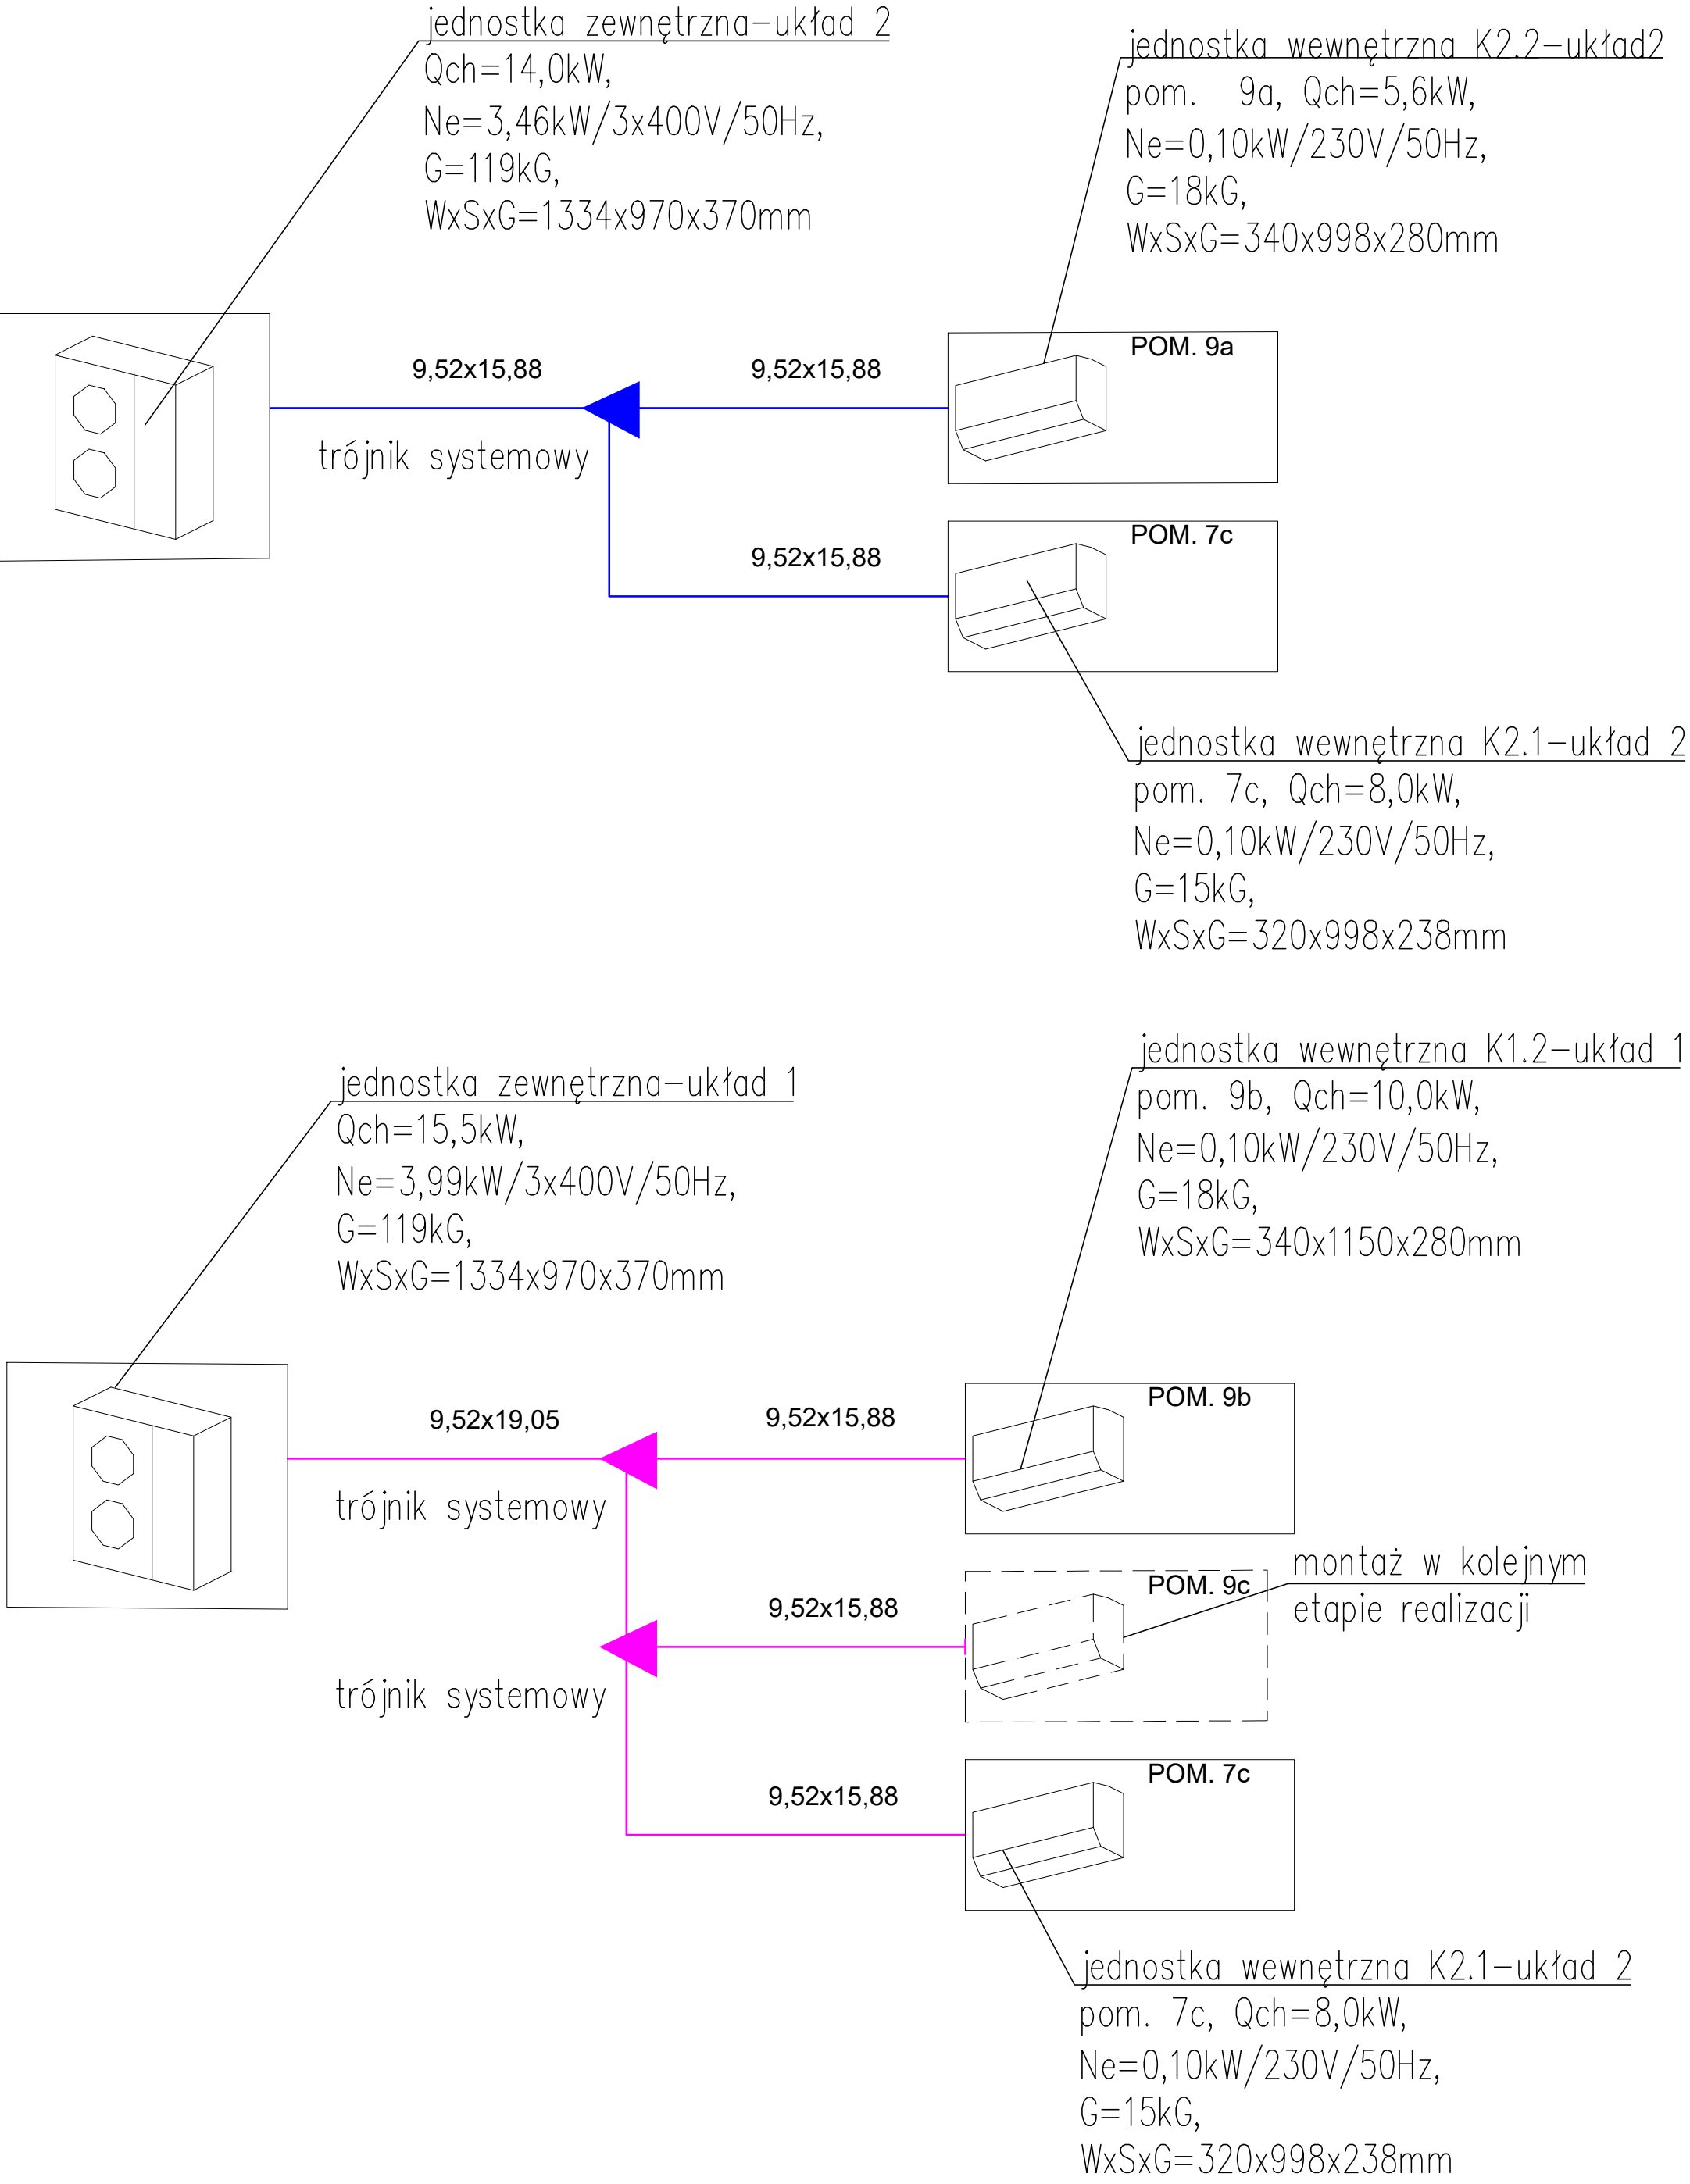 jednostka zewnętrzna-układ 2
Qch=14,0kW,
Ne=3,46kW/3x400V/50Hz,
G=119kG,
WxSxG=1334x970x370mm
jednostka wewnętrzna K2.2-układ2
pom. 9a, Qch=5,6kW,
Ne=0,10kW/230V/50Hz,
G=18kG,
WxSxG=340x998x280mm
9,52x15,88
trójnik systemowy
9,52x15,88
POM. 9a
9,52x15,88
POM. 7c
jednostka wewnętrzna K2.1-układ 2
pom. 7c, Qch=8,0kW,
Ne=0,10kW/230V/50Hz,
G=15kG,
WxSxG=320x998x238mm
jednostka zewnętrzna-układ 1
Qch=15,5kW,
Ne=3,99kW/3x400V/50Hz,
G=119kG,
WxSxG=1334x970x370mm
jednostka wewnętrzna K1.2-układ 1
pom. 9b, Qch=10,0kW,
Ne=0,10kW/230V/50Hz,
G=18kG,
WxSxG=340x1150x280mm
9,52x19,05
trójnik systemowy
9,52x15,88
POM. 9b
trójnik systemowy
9,52x15,88
POM. 9c
montaż w kolejnym
etapie realizacji
9,52x15,88
POM. 7c
jednostka wewnętrzna K2.1-układ 2
pom. 7c, Qch=8,0kW,
Ne=0,10kW/230V/50Hz,
G=15kG,
WxSxG=320x998x238mm